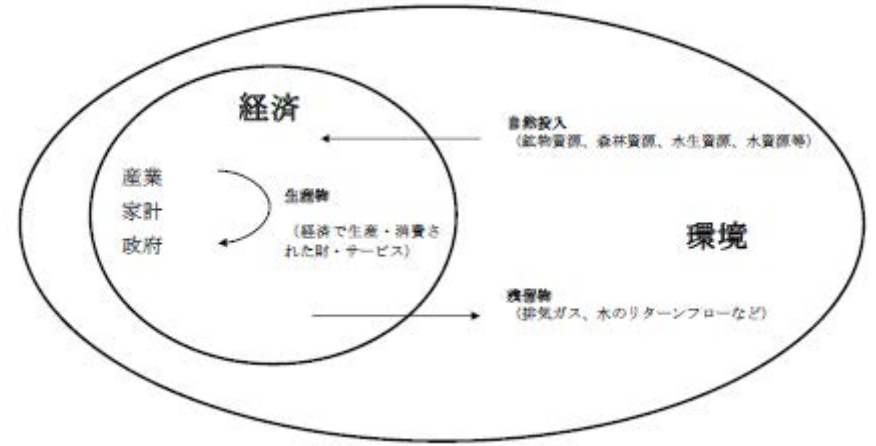 経済
自然投入
（鉱物資源、森林資源、水生資源、水資源等）
産業
家計
政府
生産物
（経済で生産・消費さ
れた財・サービス）
環境
残留物
（排気ガス、水のリターンフローなど）